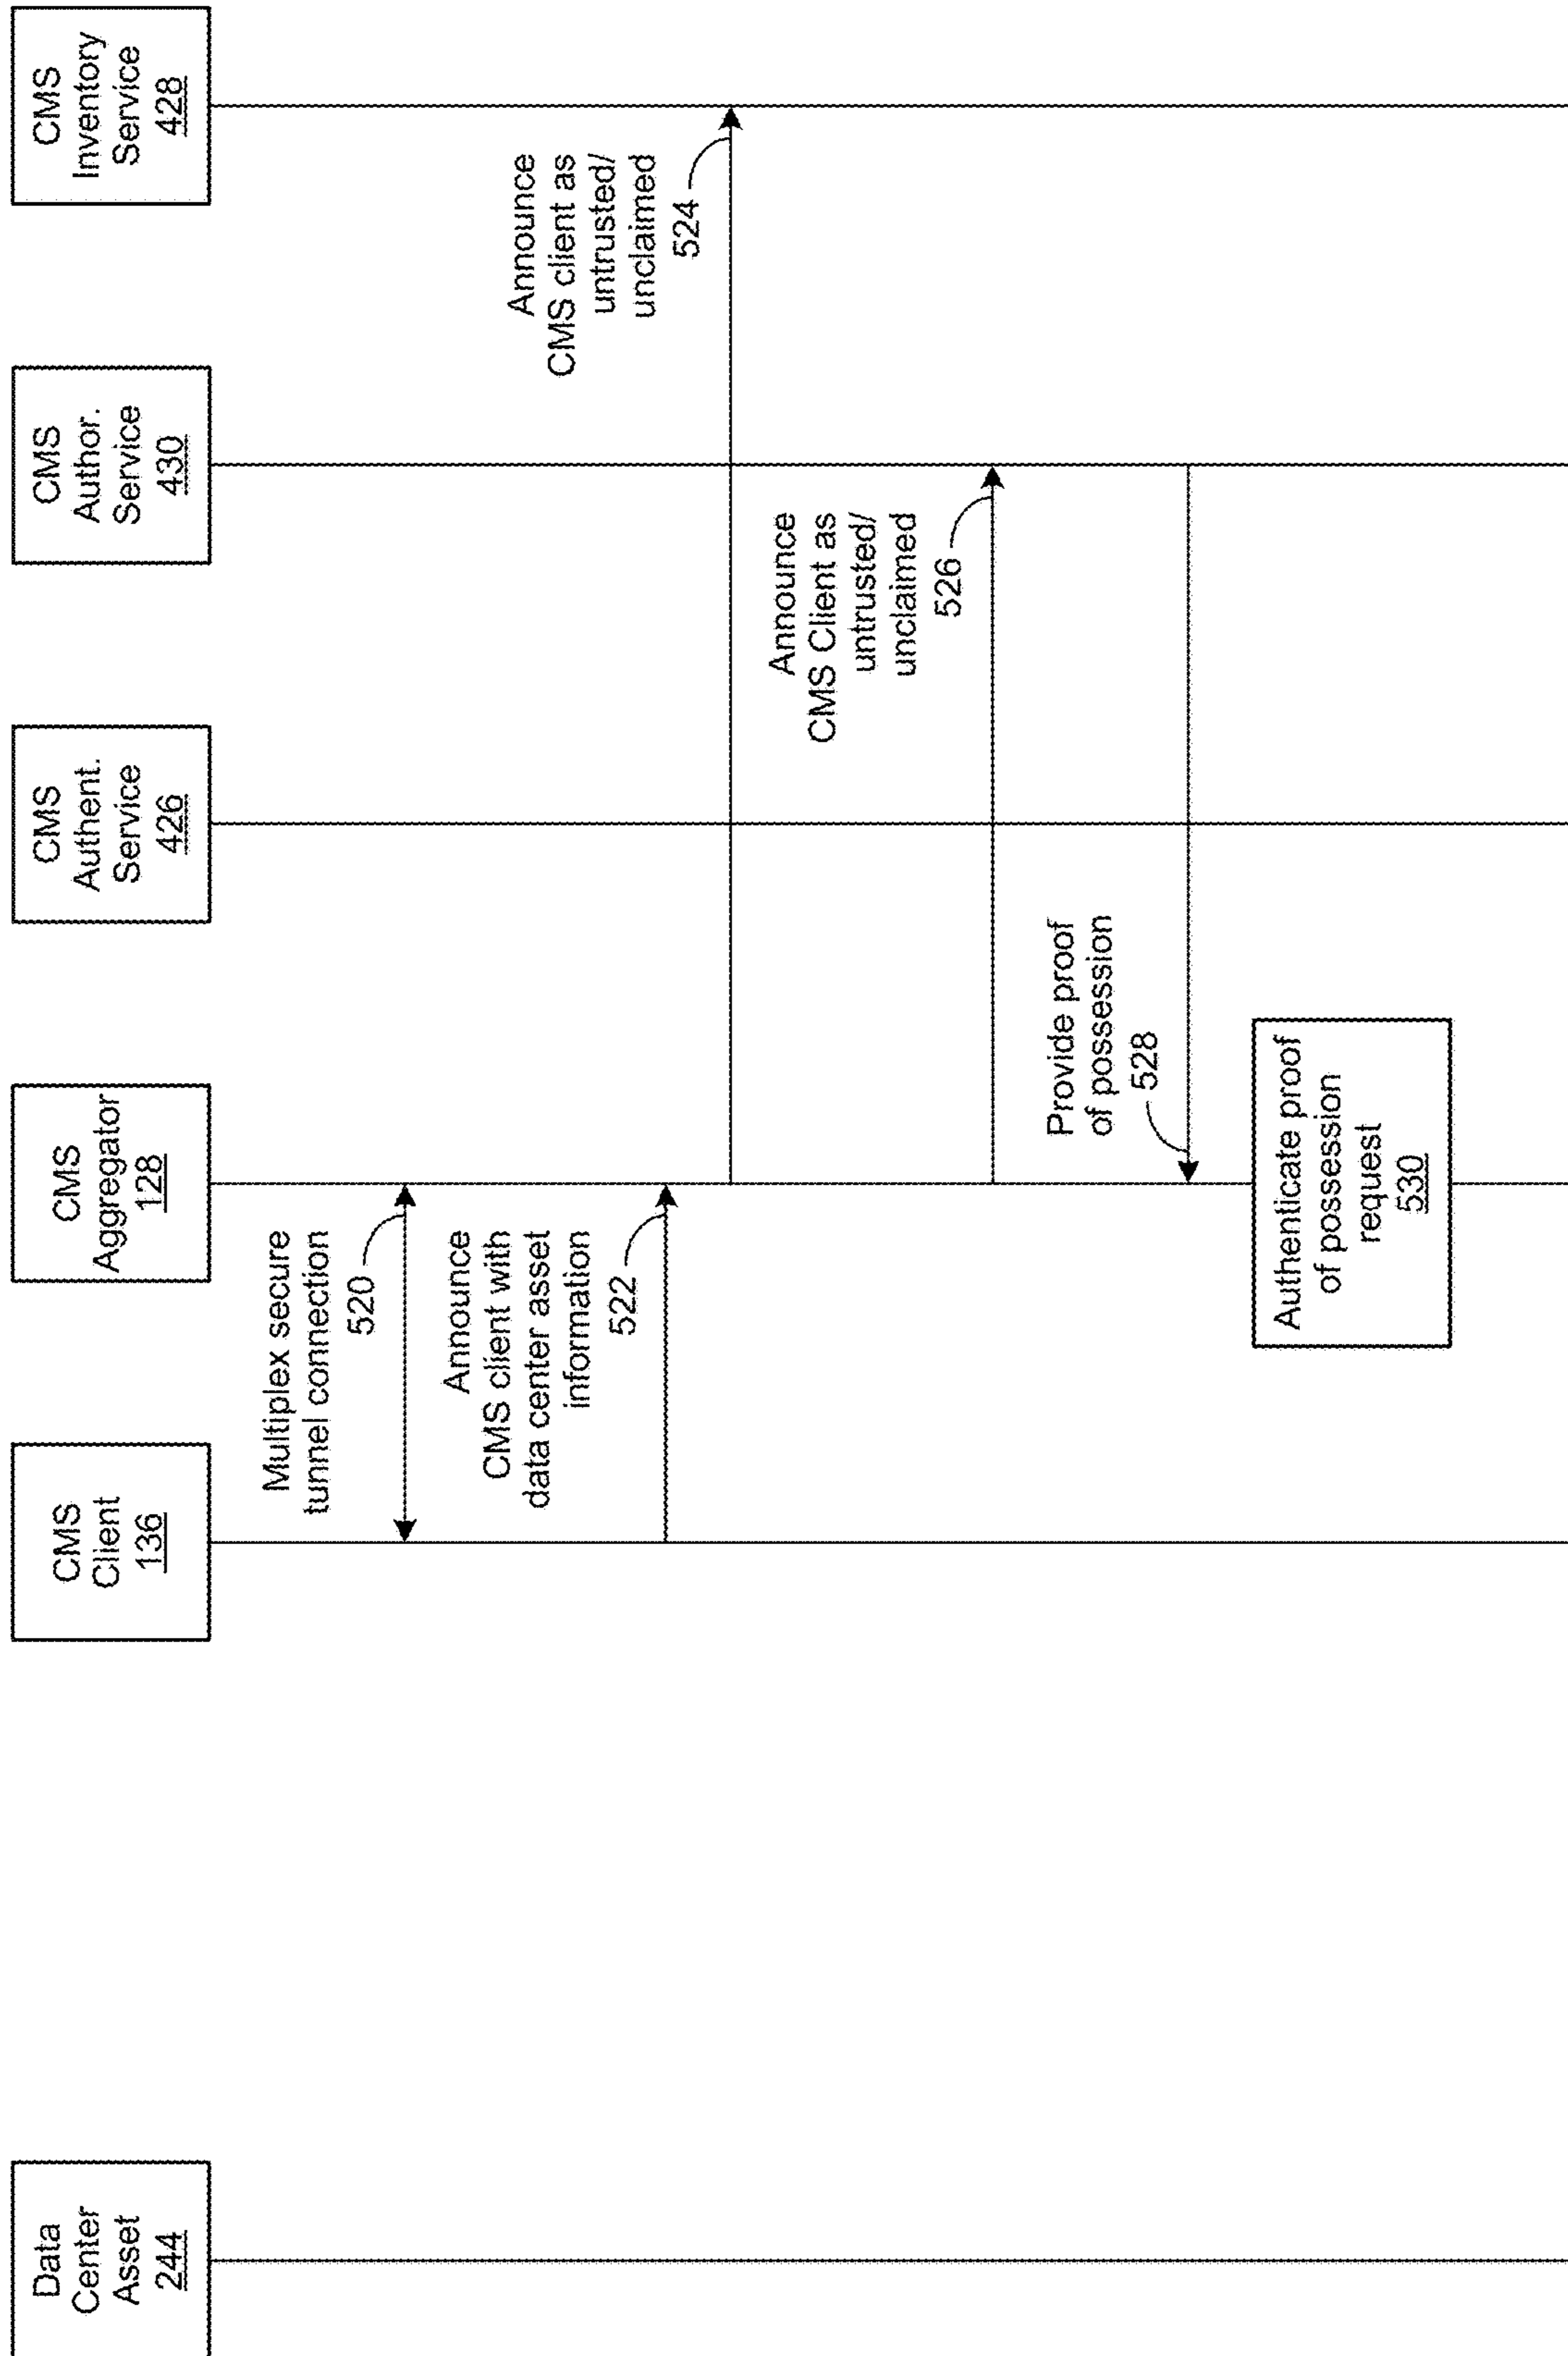 Data
Center
Asset
244
CMS
Client
136
CMS
Aggregator
128
CMS
Authent.
Service
426
CMS
Author.
Service
430
CMS
Inventory
Service
428
Multiplex secure
tunnel connection
520
Announce
CMS client with
data center asset
information
522
Announce
CMS client as
untrusted/
unclaimed
524
Announce
CMS Client as
untrusted/
unclaimed
526
Provide proof
of possession
528
Authenticate proof
of possession
request
530